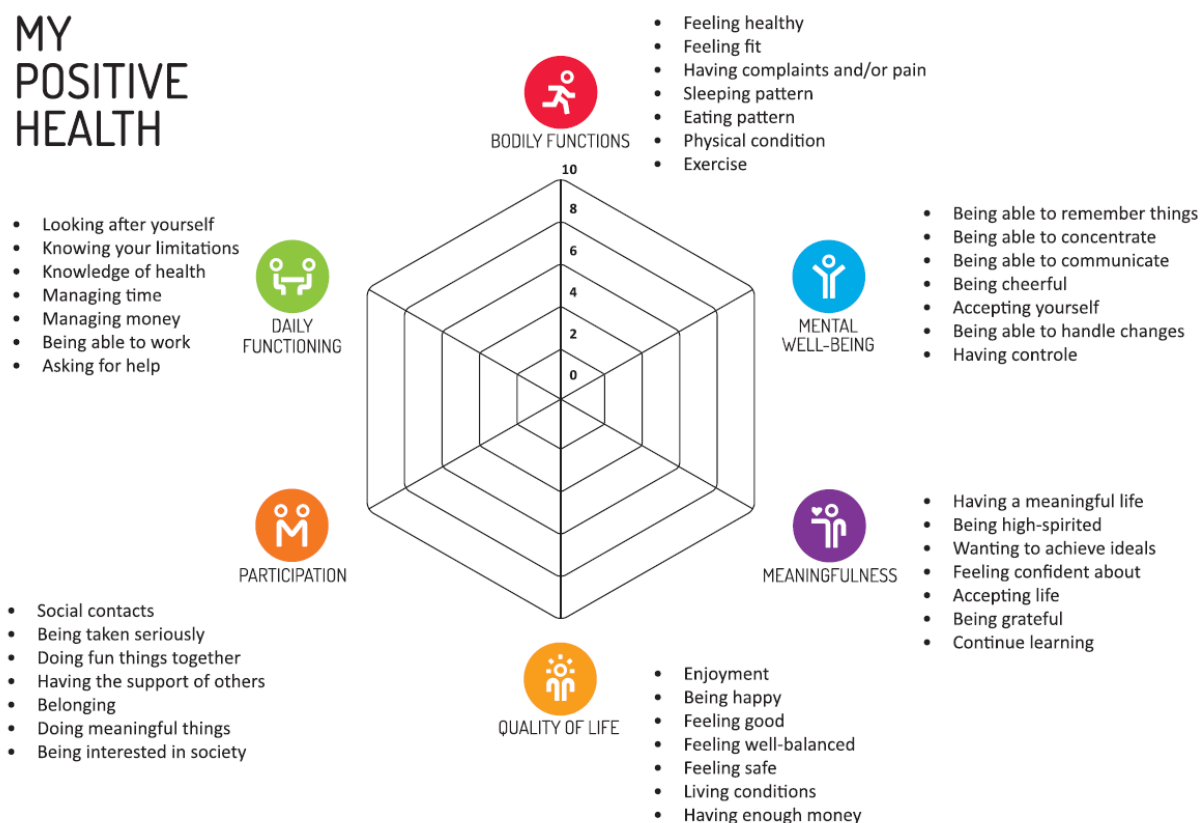 MY
POSITIVE
HEALTH
BODILY FUNCTIONS
• Feeling healthy
• Feeling fit
• Having complaints and/or pain
• Sleeping pattern
• Eating pattern
• Physical condition
• Exercise
MENTAL
WELL-BEING
• Being able to remember things
• Being able to concentrate
• Being able to communicate
• Being cheerful
• Accepting yourself
• Being able to handle changes
• Having controle
MEANINGFULNESS
• Having a meaningful life
• Being high-spirited
• Wanting to achieve ideals
• Feeling confident about
• Accepting life
• Being grateful
• Continue learning
QUALITY OF LIFE
• Enjoyment
• Being happy
• Feeling good
• Feeling well-balanced
• Feeling safe
• Living conditions
• Having enough money
PARTICIPATION
• Social contacts
• Being taken seriously
• Doing fun things together
• Having the support of others
• Belonging
• Doing meaningful things
• Being interested in society
DAILY
FUNCTIONING
• Looking after yourself
• Knowing your limitations
• Knowledge of health
• Managing time
• Managing money
• Being able to work
• Asking for help
10
8
6
4
2
0